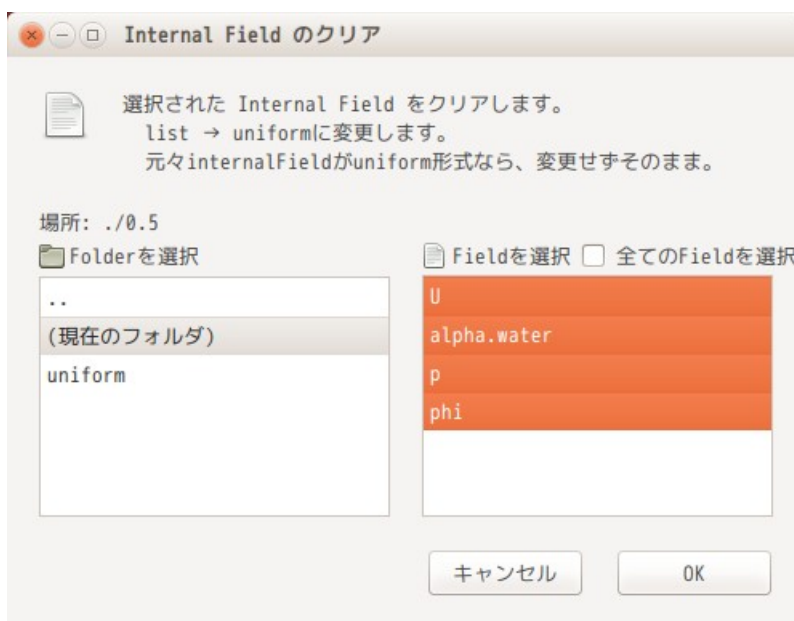 Internal Field のクリア
選択された Internal Field をクリアします。
list → uniformに変更します。
元々internalFieldがuniform形式なら、変更せずそのまま。
場所: ./0.5
Folderを選択
Fieldを選択 全てのFieldを選択
..
(現在のフォルダ)
uniform
U
alpha.water
p
phi
キャンセル OK